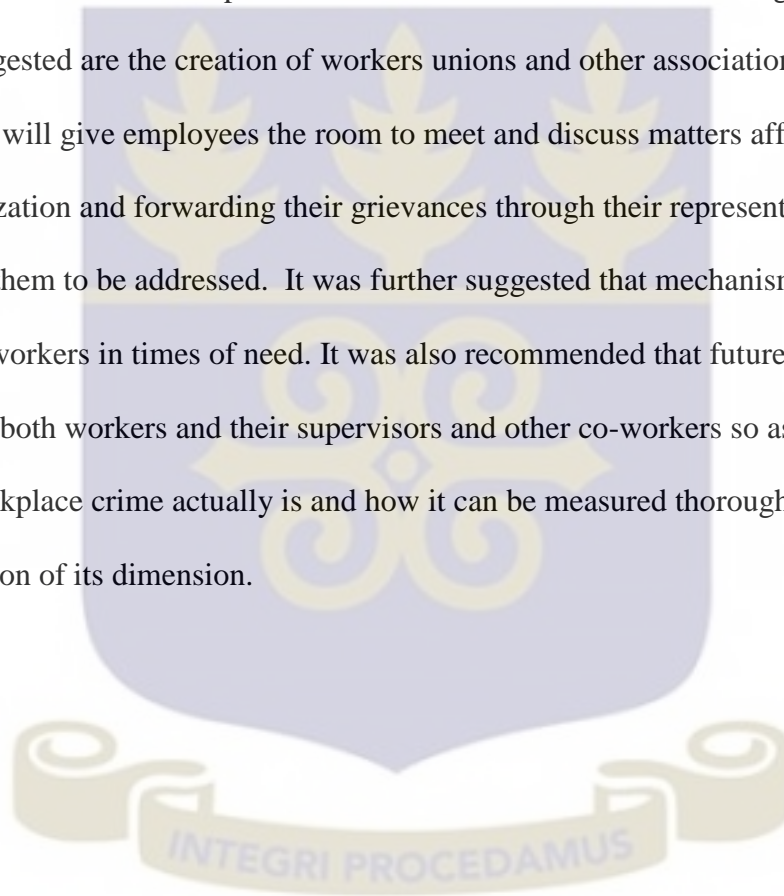 gested are the creation of workers unions and other association
will give employees the room to meet and discuss matters aff
zation and forwarding their grievances through their represent
hem to be addressed.  It was further suggested that mechanism
workers in times of need. It was also recommended that future
both workers and their supervisors and other co-workers so as
kplace crime actually is and how it can be measured thorough
on of its dimension.
INTEGRI PROCEDAMUS